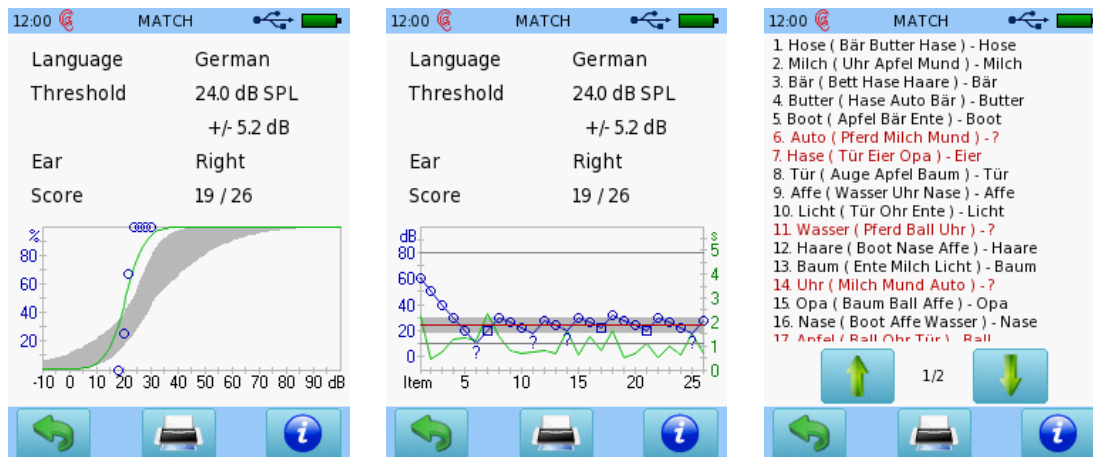 12:00 MATCH
Language German
Threshold 24.0 dB SPL
+/- 5.2 dB
Ear Right
Score 19 / 26
%
80
60
40
20
-10 0 10 20 30 40 50 60 70 80 90 dB
12:00 MATCH
Language German
Threshold 24.0 dB SPL
+/- 5.2 dB
Ear Right
Score 19 / 26
dB s
80 5
60 4
40 3
20 2
? ? ? ?
0 1
0
Item 5 10 15 20 25
12:00 MATCH
1. Hose ( Bär Butter Hase ) - Hose
2. Milch ( Uhr Apfel Mund ) - Milch
3. Bär ( Bett Hase Haare ) - Bär
4. Butter ( Hase Auto Bär ) - Butter
5. Boot ( Apfel Bär Ente ) - Boot
6. Auto ( Pferd Milch Mund ) - ?
7. Hase ( Tür Eier Opa ) - Eier
8. Tür ( Auge Apfel Baum ) - Tür
9. Affe ( Wasser Uhr Nase ) - Affe
10. Licht ( Tür Ohr Ente ) - Licht
11. Wasser ( Pferd Ball Uhr ) - ?
12. Haare ( Boot Nase Affe ) - Haare
13. Baum ( Ente Milch Licht ) - Baum
14. Uhr ( Milch Mund Auto ) - ?
15. Opa ( Baum Ball Affe ) - Opa
16. Nase ( Boot Affe Wasser ) - Nase
17. Apfel ( Ball Ohr Tür ) - Ball
1/2
i
i
i